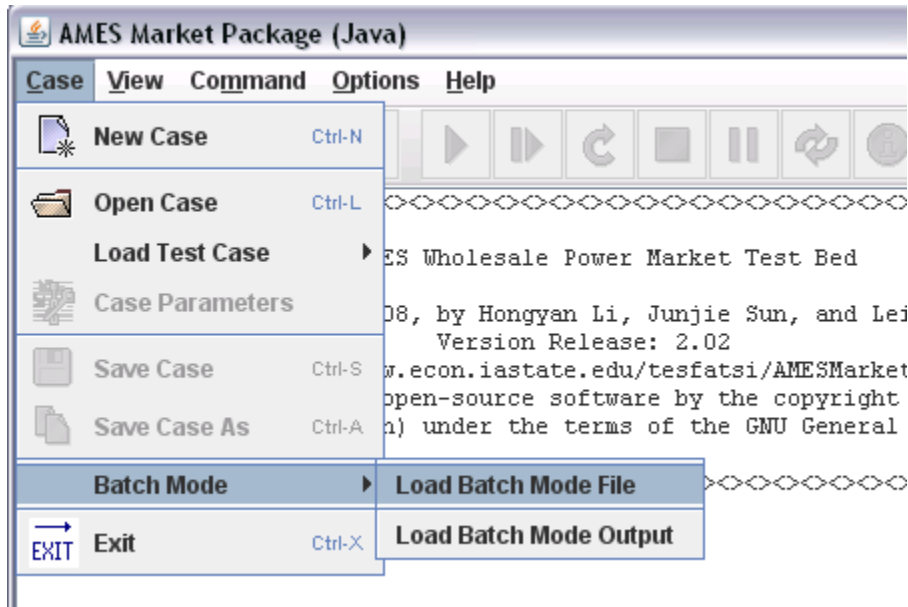 AMES Market Package (Java)
Case View Command Options Help
New Case Ctrl-N
Open Case Ctrl-L
Load Test Case
Case Parameters
Save Case Ctrl-S
Save Case As Ctrl-A
Batch Mode
Load Batch Mode File
Load Batch Mode Output
EXIT Exit Ctrl-X
ES Wholesale Power Market Test Bed
08, by Hongyan Li, Junjie Sun, and Lei
Version Release: 2.02
w.econ.iastate.edu/tesfatsi/AMESMarket
open-source software by the copyright
n) under the terms of the GNU General